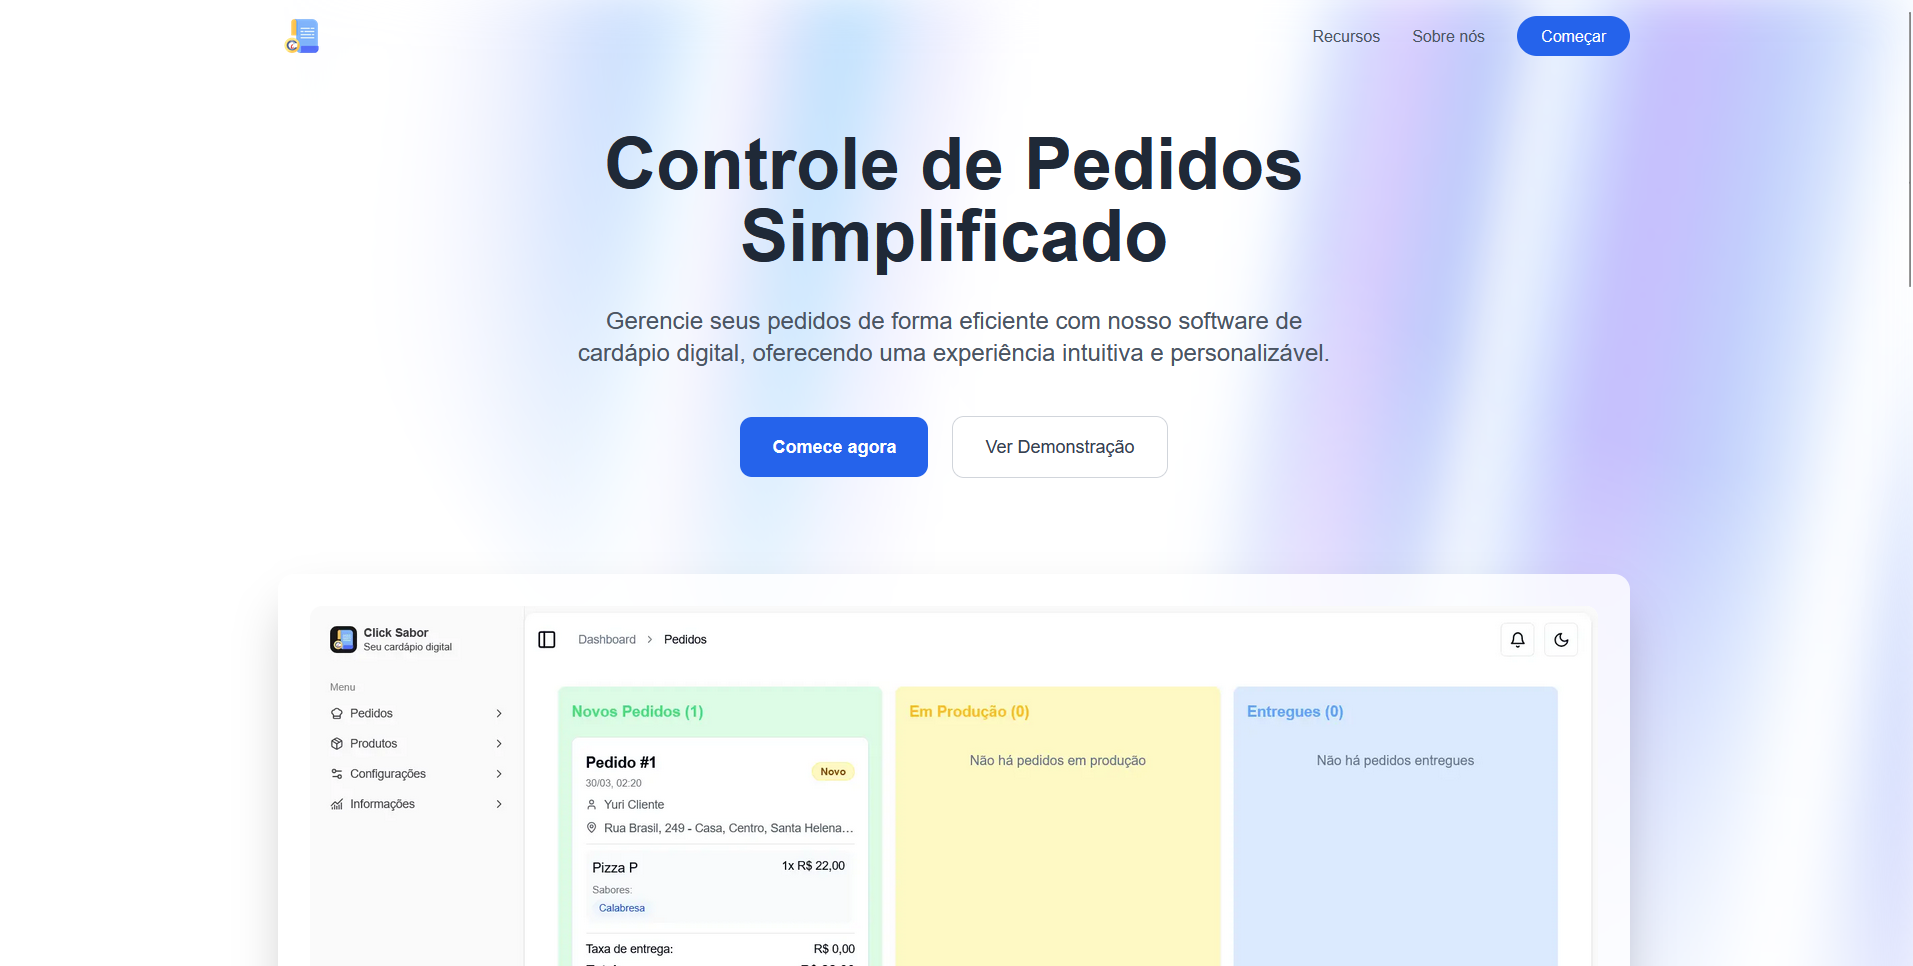 Recursos
Sobre nós
Começar
Controle de Pedidos
Simplificado
Gerencie seus pedidos de forma eficiente com nosso software de
cardápio digital, oferecendo uma experiência intuitiva e personalizável.
Comece agora
Ver Demonstração
Click Sabor
Seu cardápio digital
Menu
Pedidos
Produtos
Configurações
Informações
Dashboard
Pedidos
Novos Pedidos (1)
Pedido #1
Novo
30/03, 02:20
Yuri Cliente
Rua Brasil, 249 - Casa, Centro, Santa Helena...
Pizza P
1x R$ 22,00
Sabores:
Calabresa
Taxa de entrega:
R$ 0,00
Em Produção (0)
Não há pedidos em produção
Entregues (0)
Não há pedidos entregues